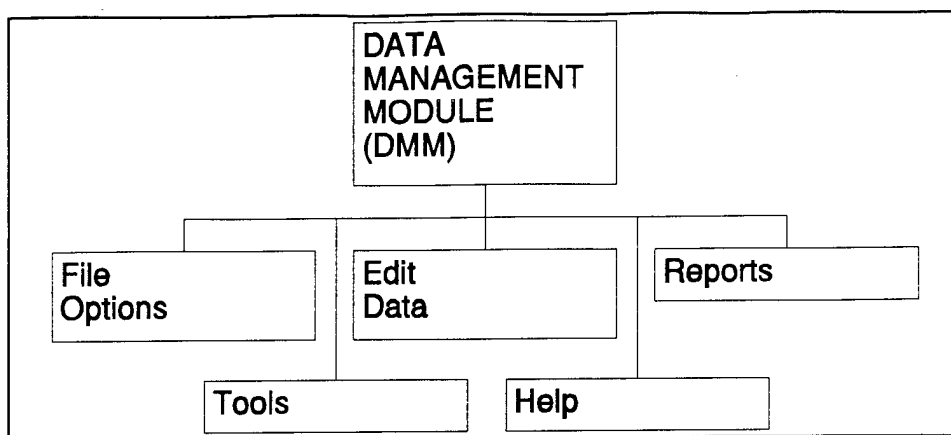 DATA
MANAGEMENT
MODULE
(DMM)
File
Options
Edit
Data
Reports
Tools
Help